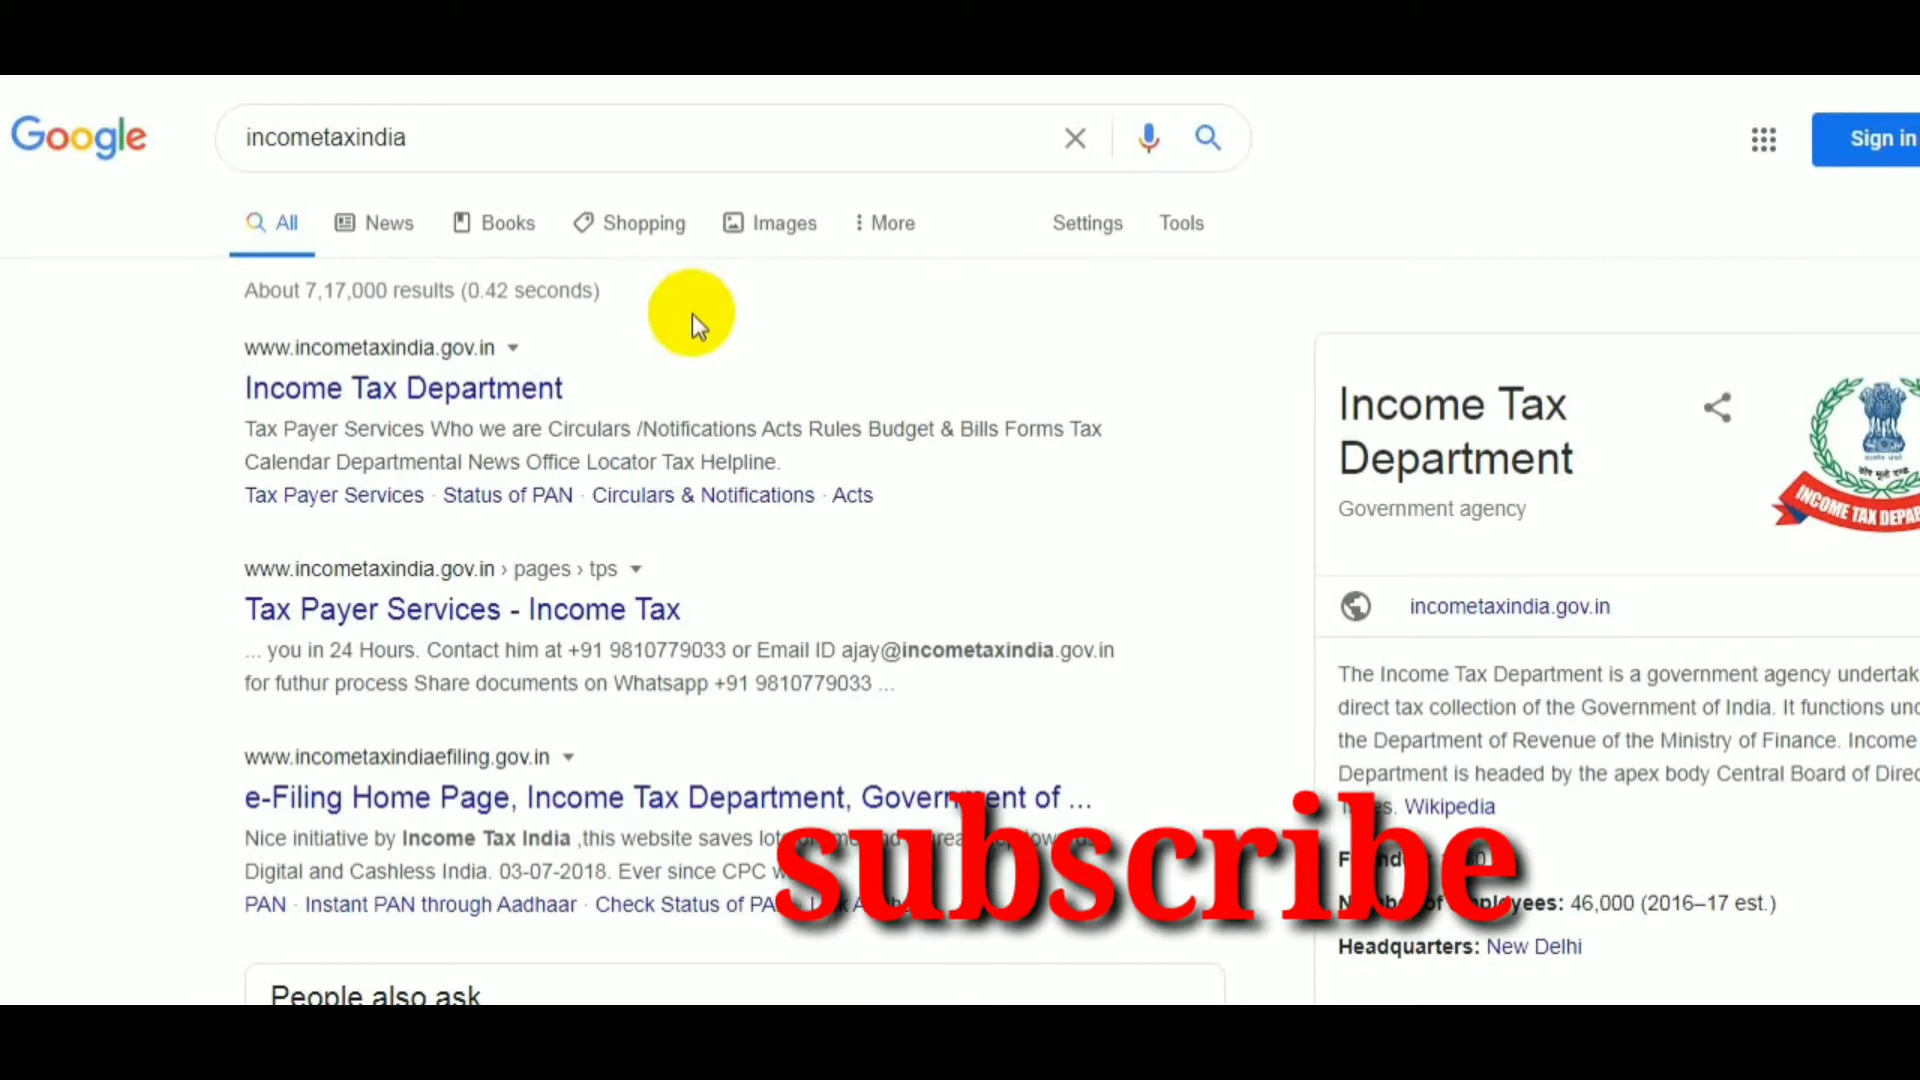 Google
incometaxindia
Sign in
All News Books Shopping Images More Settings Tools
About 7,17,000 results (0.42 seconds)
www.incometaxindia.gov.in
Income Tax Department
Tax Payer Services Who we are Circulars /Notifications Acts Rules Budget & Bills Forms Tax
Calendar Departmental News Office Locator Tax Helpline.
Tax Payer Services · Status of PAN · Circulars & Notifications · Acts
www.incometaxindia.gov.in › pages › tps
Tax Payer Services - Income Tax
... you in 24 Hours. Contact him at +91 9810779033 or Email ID ajay@incometaxindia.gov.in
for futhur process Share documents on Whatsapp +91 9810779033 ...
www.incometaxindiaefiling.gov.in
e-Filing Home Page, Income Tax Department, Government of ...
Nice initiative by Income Tax India ,this website saves
Digital and Cashless India. 03-07-2018. Ever since CPC
PAN · Instant PAN through Aadhaar · Check Status of
People also ask
Income Tax
Department
Government agency
INCOME TAX
incometaxindia.gov.in
The Income Tax Department is a government agency
direct tax collection of the Government of India. It functions
the Department of Revenue of the Ministry of Finance. Income
Department is headed by the apex body Central Board of
Wikipedia
46,000 (2016–17 est.)
Headquarters: New Delhi
subscribe